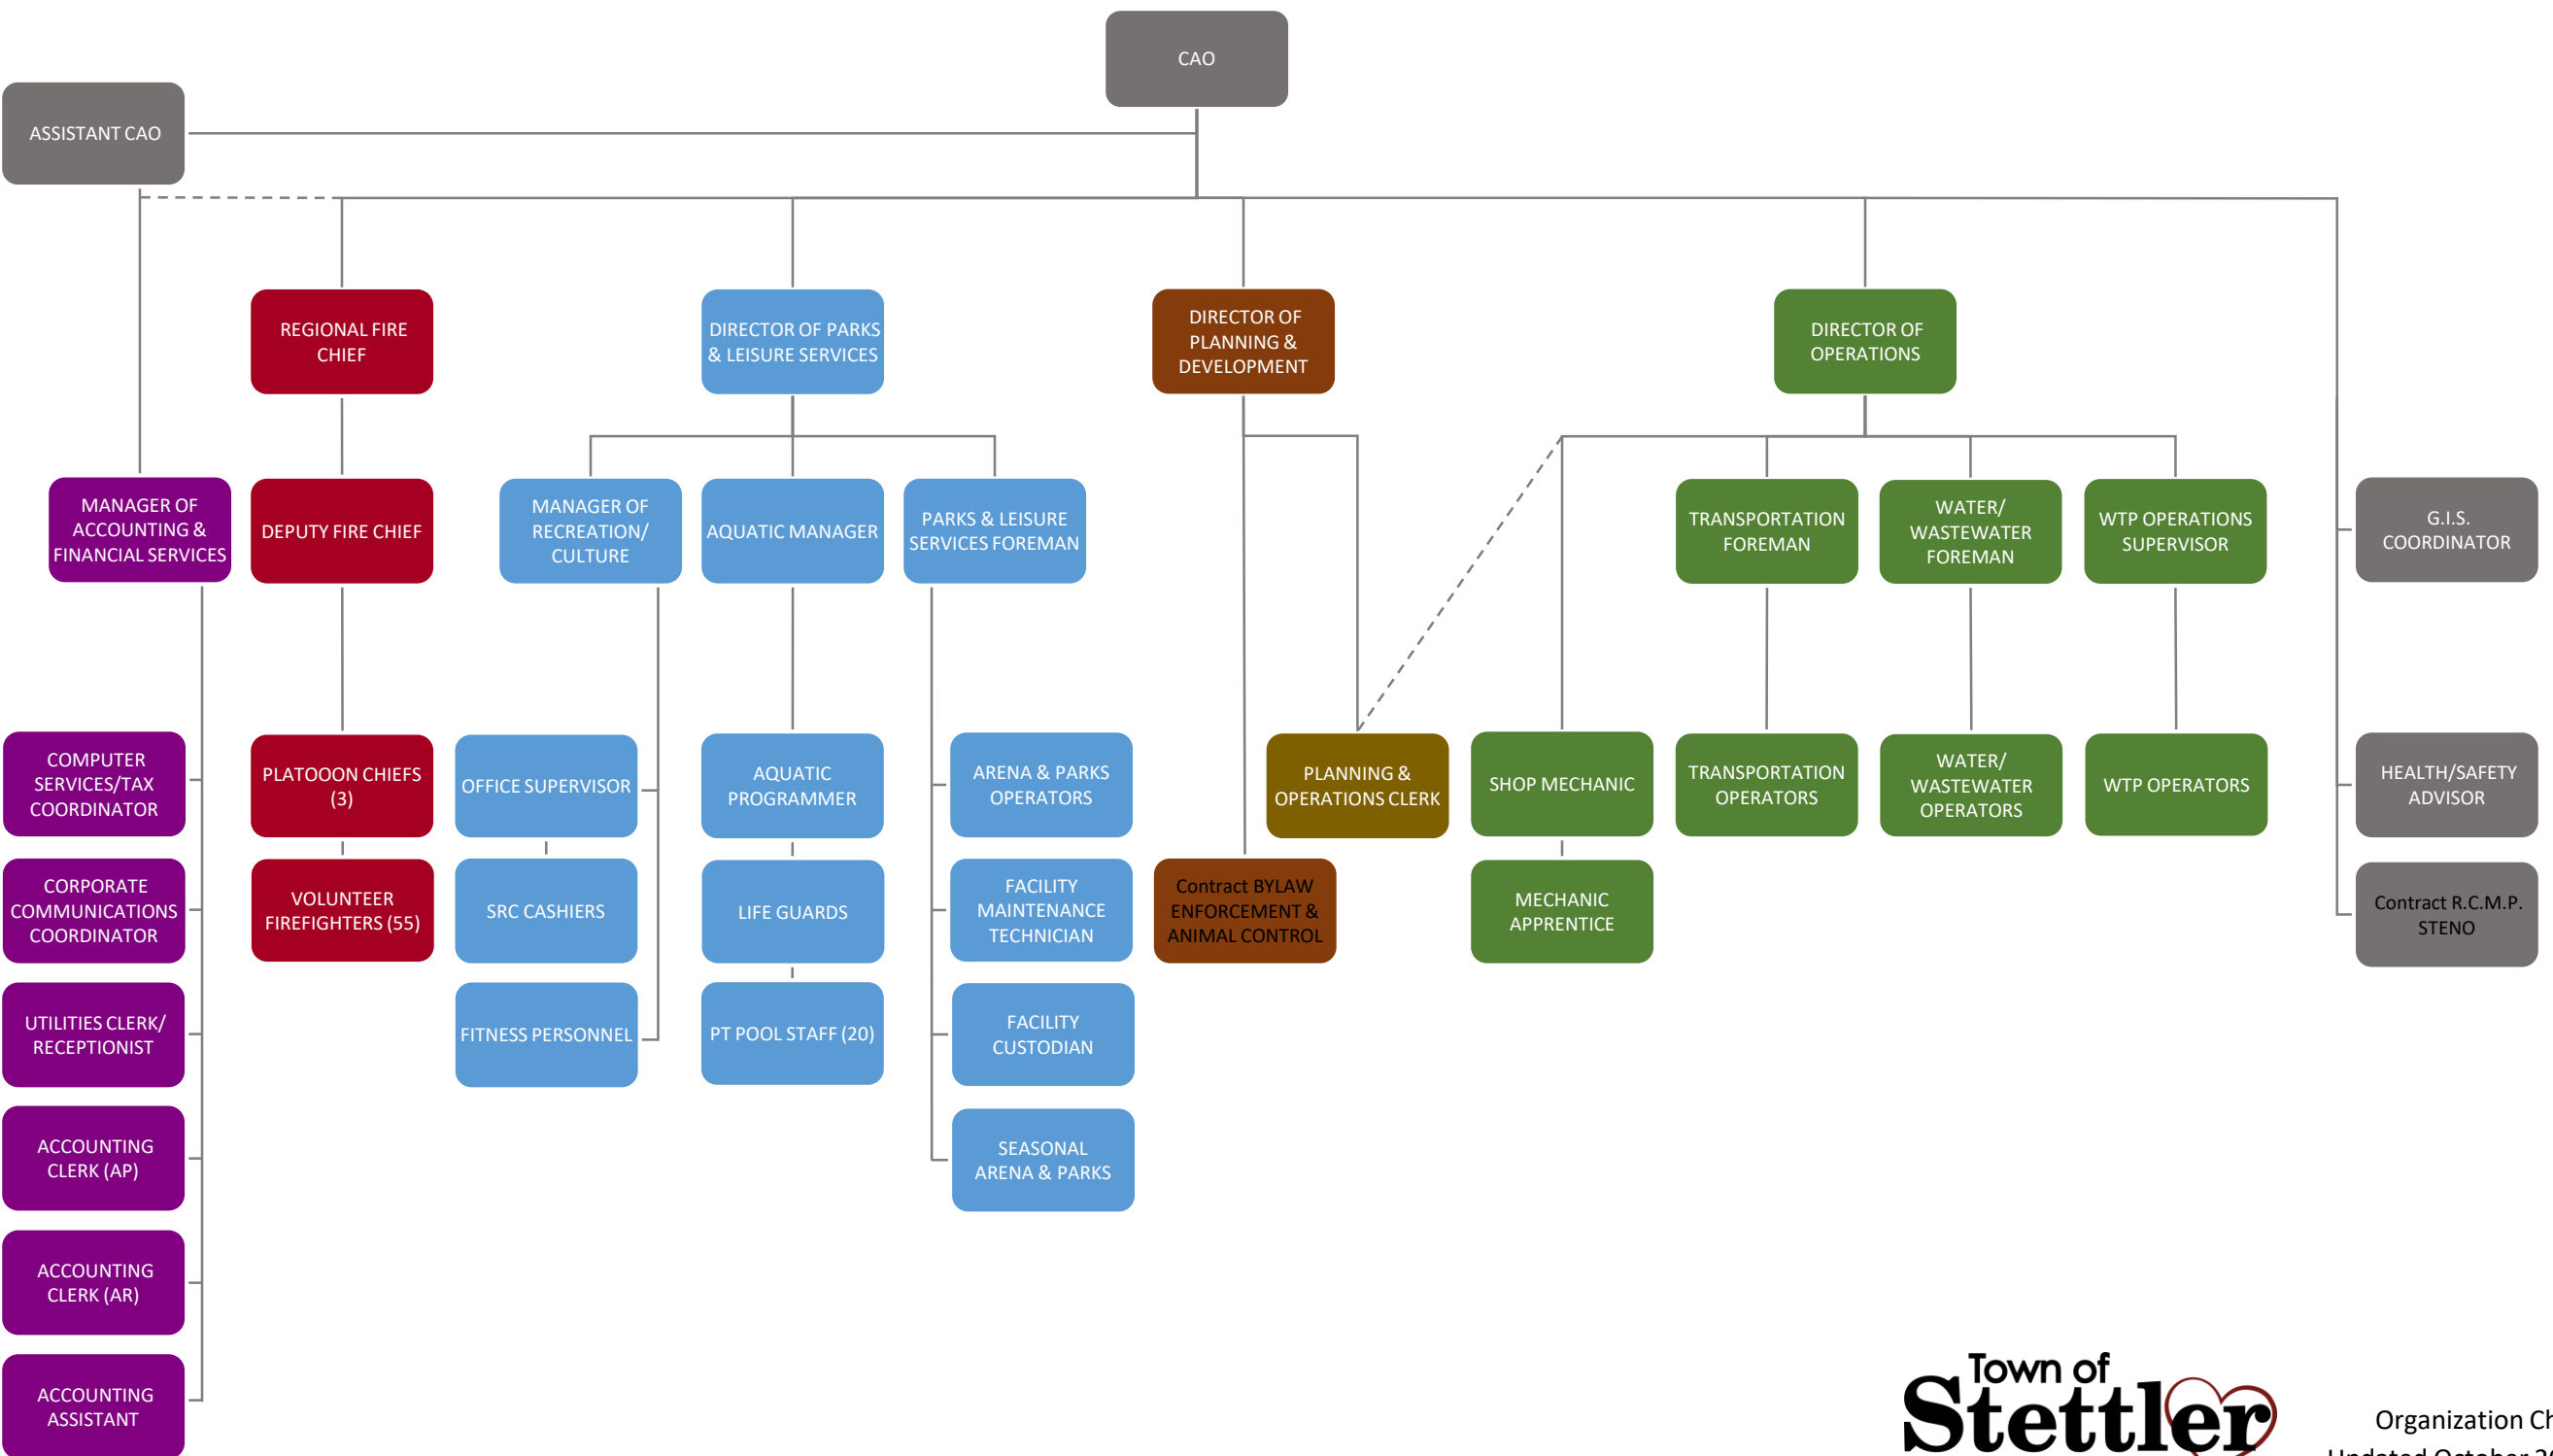 CAO
ASSISTANT CAO
REGIONAL FIRE
CHIEF
DIRECTOR OF PARKS
& LEISURE SERVICES
DIRECTOR OF
PLANNING &
DEVELOPMENT
DIRECTOR OF
OPERATIONS
MANAGER OF
ACCOUNTING &
FINANCIAL SERVICES
DEPUTY FIRE CHIEF
MANAGER OF
RECREATION/
CULTURE
AQUATIC MANAGER
PARKS & LEISURE
SERVICES FOREMAN
TRANSPORTATION
FOREMAN
WATER/
WASTEWATER
FOREMAN
WTP OPERATIONS
SUPERVISOR
G.I.S.
COORDINATOR
COMPUTER
SERVICES/TAX
COORDINATOR
PLATOOON CHIEFS
(3)
OFFICE SUPERVISOR
AQUATIC
PROGRAMMER
ARENA & PARKS
OPERATORS
PLANNING &
OPERATIONS CLERK
SHOP MECHANIC
TRANSPORTATION
OPERATORS
WATER/
WASTEWATER
OPERATORS
WTP OPERATORS
HEALTH/SAFETY
ADVISOR
CORPORATE
COMMUNICATIONS
COORDINATOR
VOLUNTEER
FIREFIGHTERS (55)
SRC CASHIERS
LIFE GUARDS
FACILITY
MAINTENANCE
TECHNICIAN
Contract BYLAW
ENFORCEMENT &
ANIMAL CONTROL
MECHANIC
APPRENTICE
Contract R.C.M.P.
STENO
UTILITIES CLERK/
RECEPTIONIST
FITNESS PERSONNEL
PT POOL STAFF (20)
FACILITY
CUSTODIAN
ACCOUNTING
CLERK (AP)
SEASONAL
ARENA & PARKS
ACCOUNTING
CLERK (AR)
ACCOUNTING
ASSISTANT
Town of
Stettler
Organization Ch
Updated October